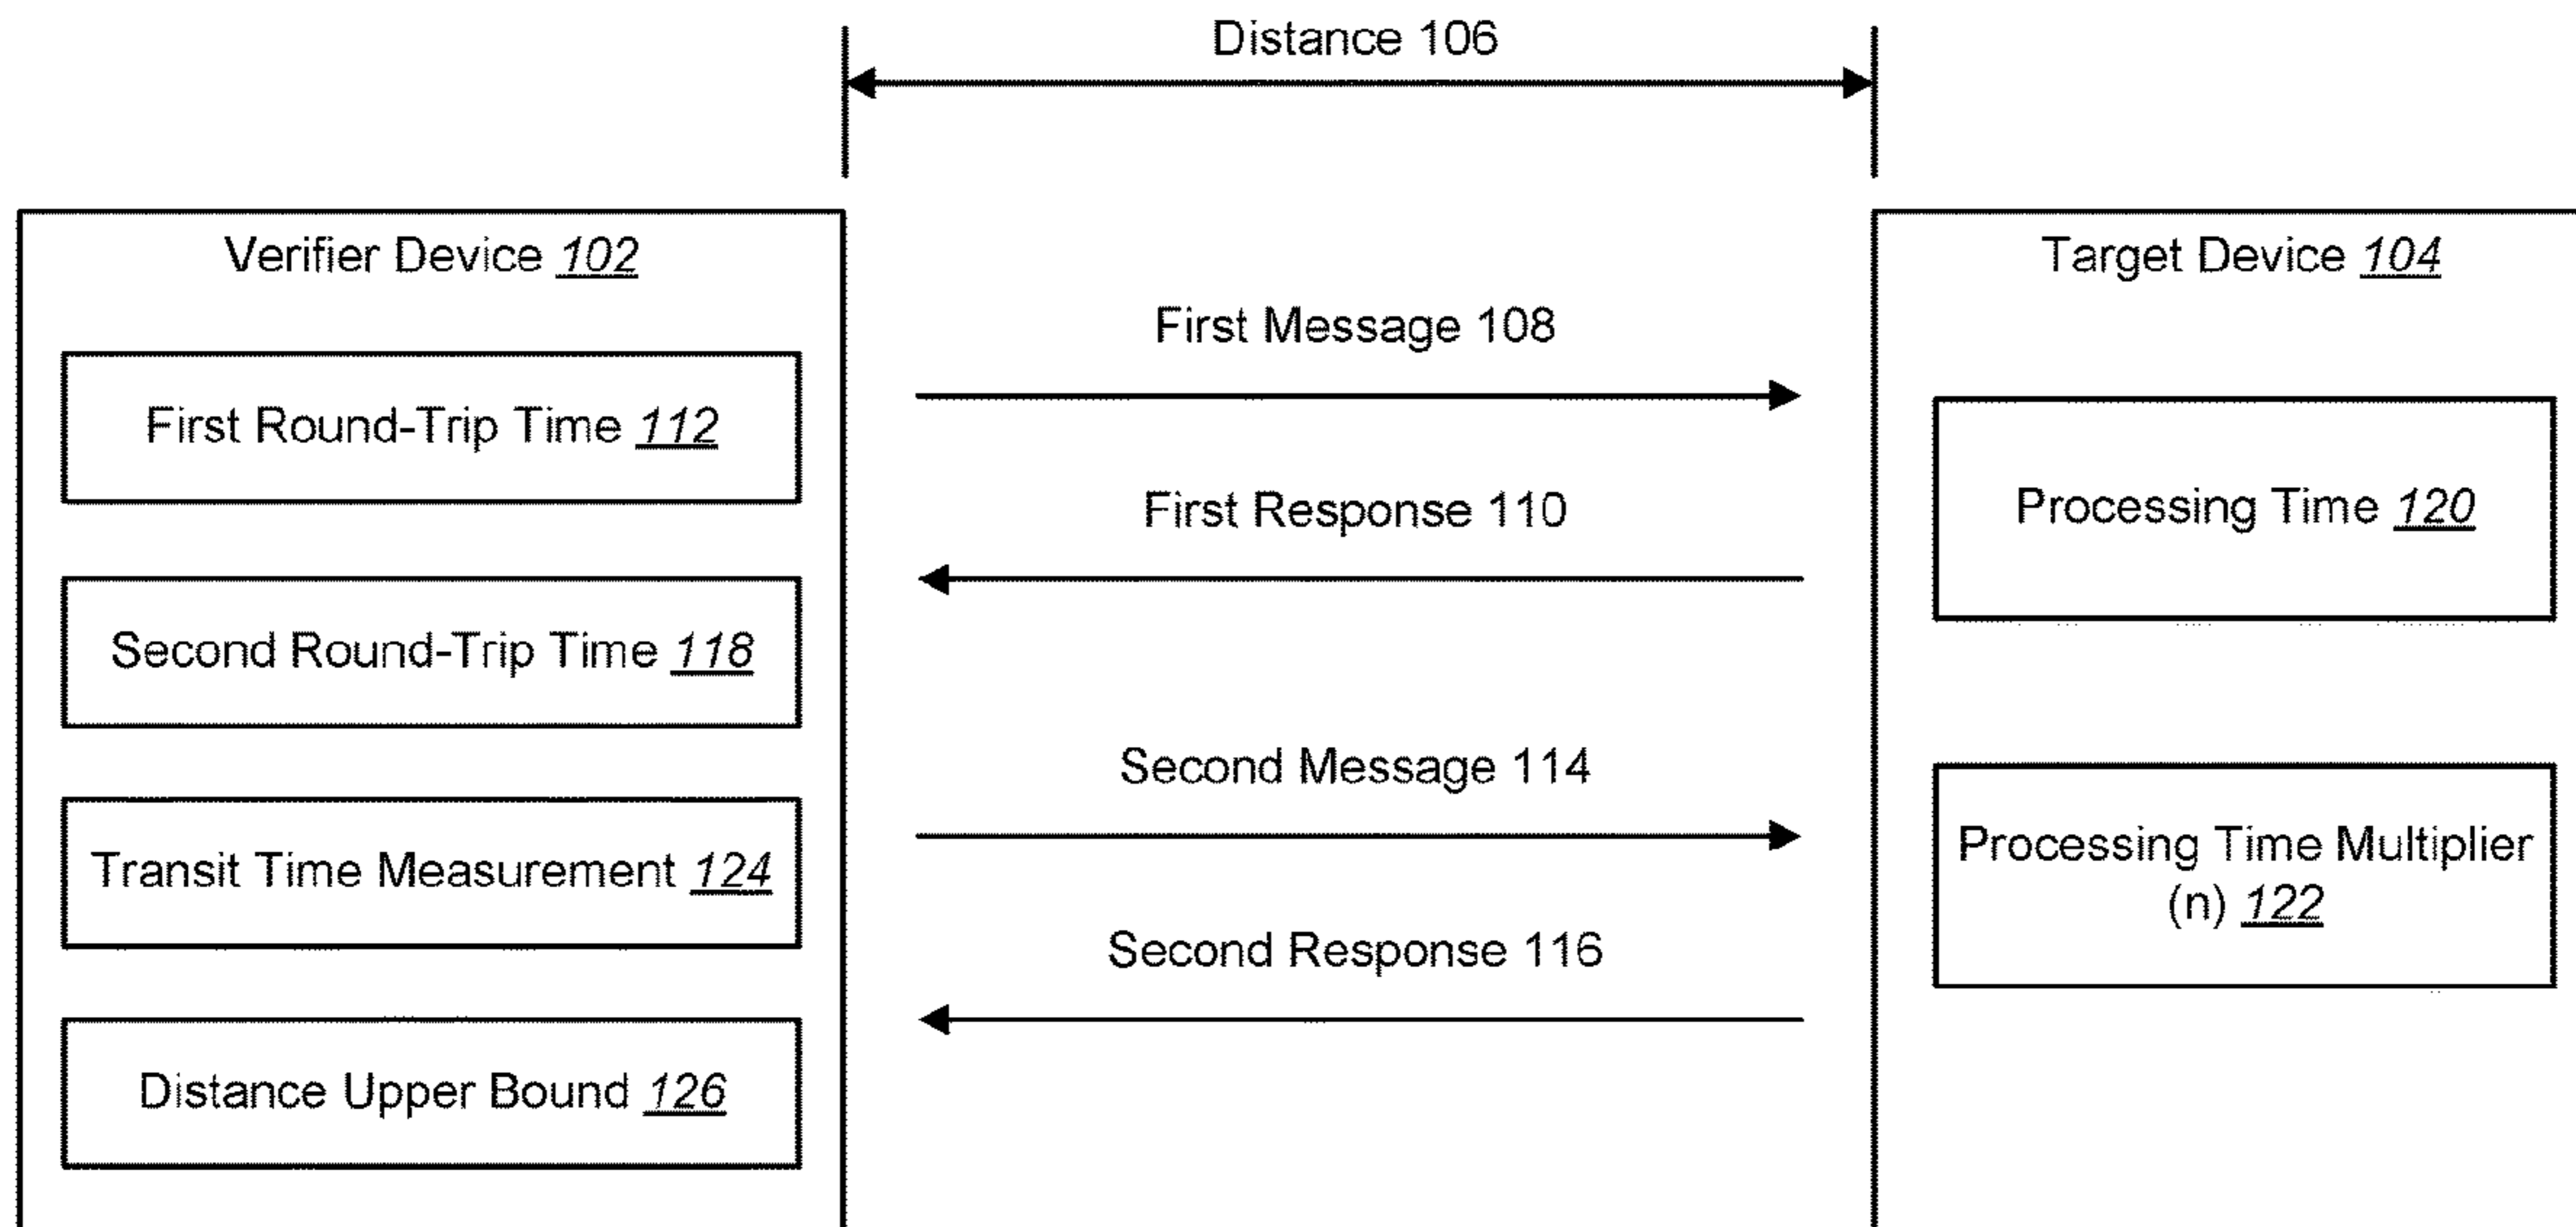 Distance 106
Verifier Device 102
First Round-Trip Time 112
Second Round-Trip Time 118
Transit Time Measurement 124
Distance Upper Bound 126
First Message 108
First Response 110
Second Message 114
Second Response 116
Target Device 104
Processing Time 120
Processing Time Multiplier
(n) 122